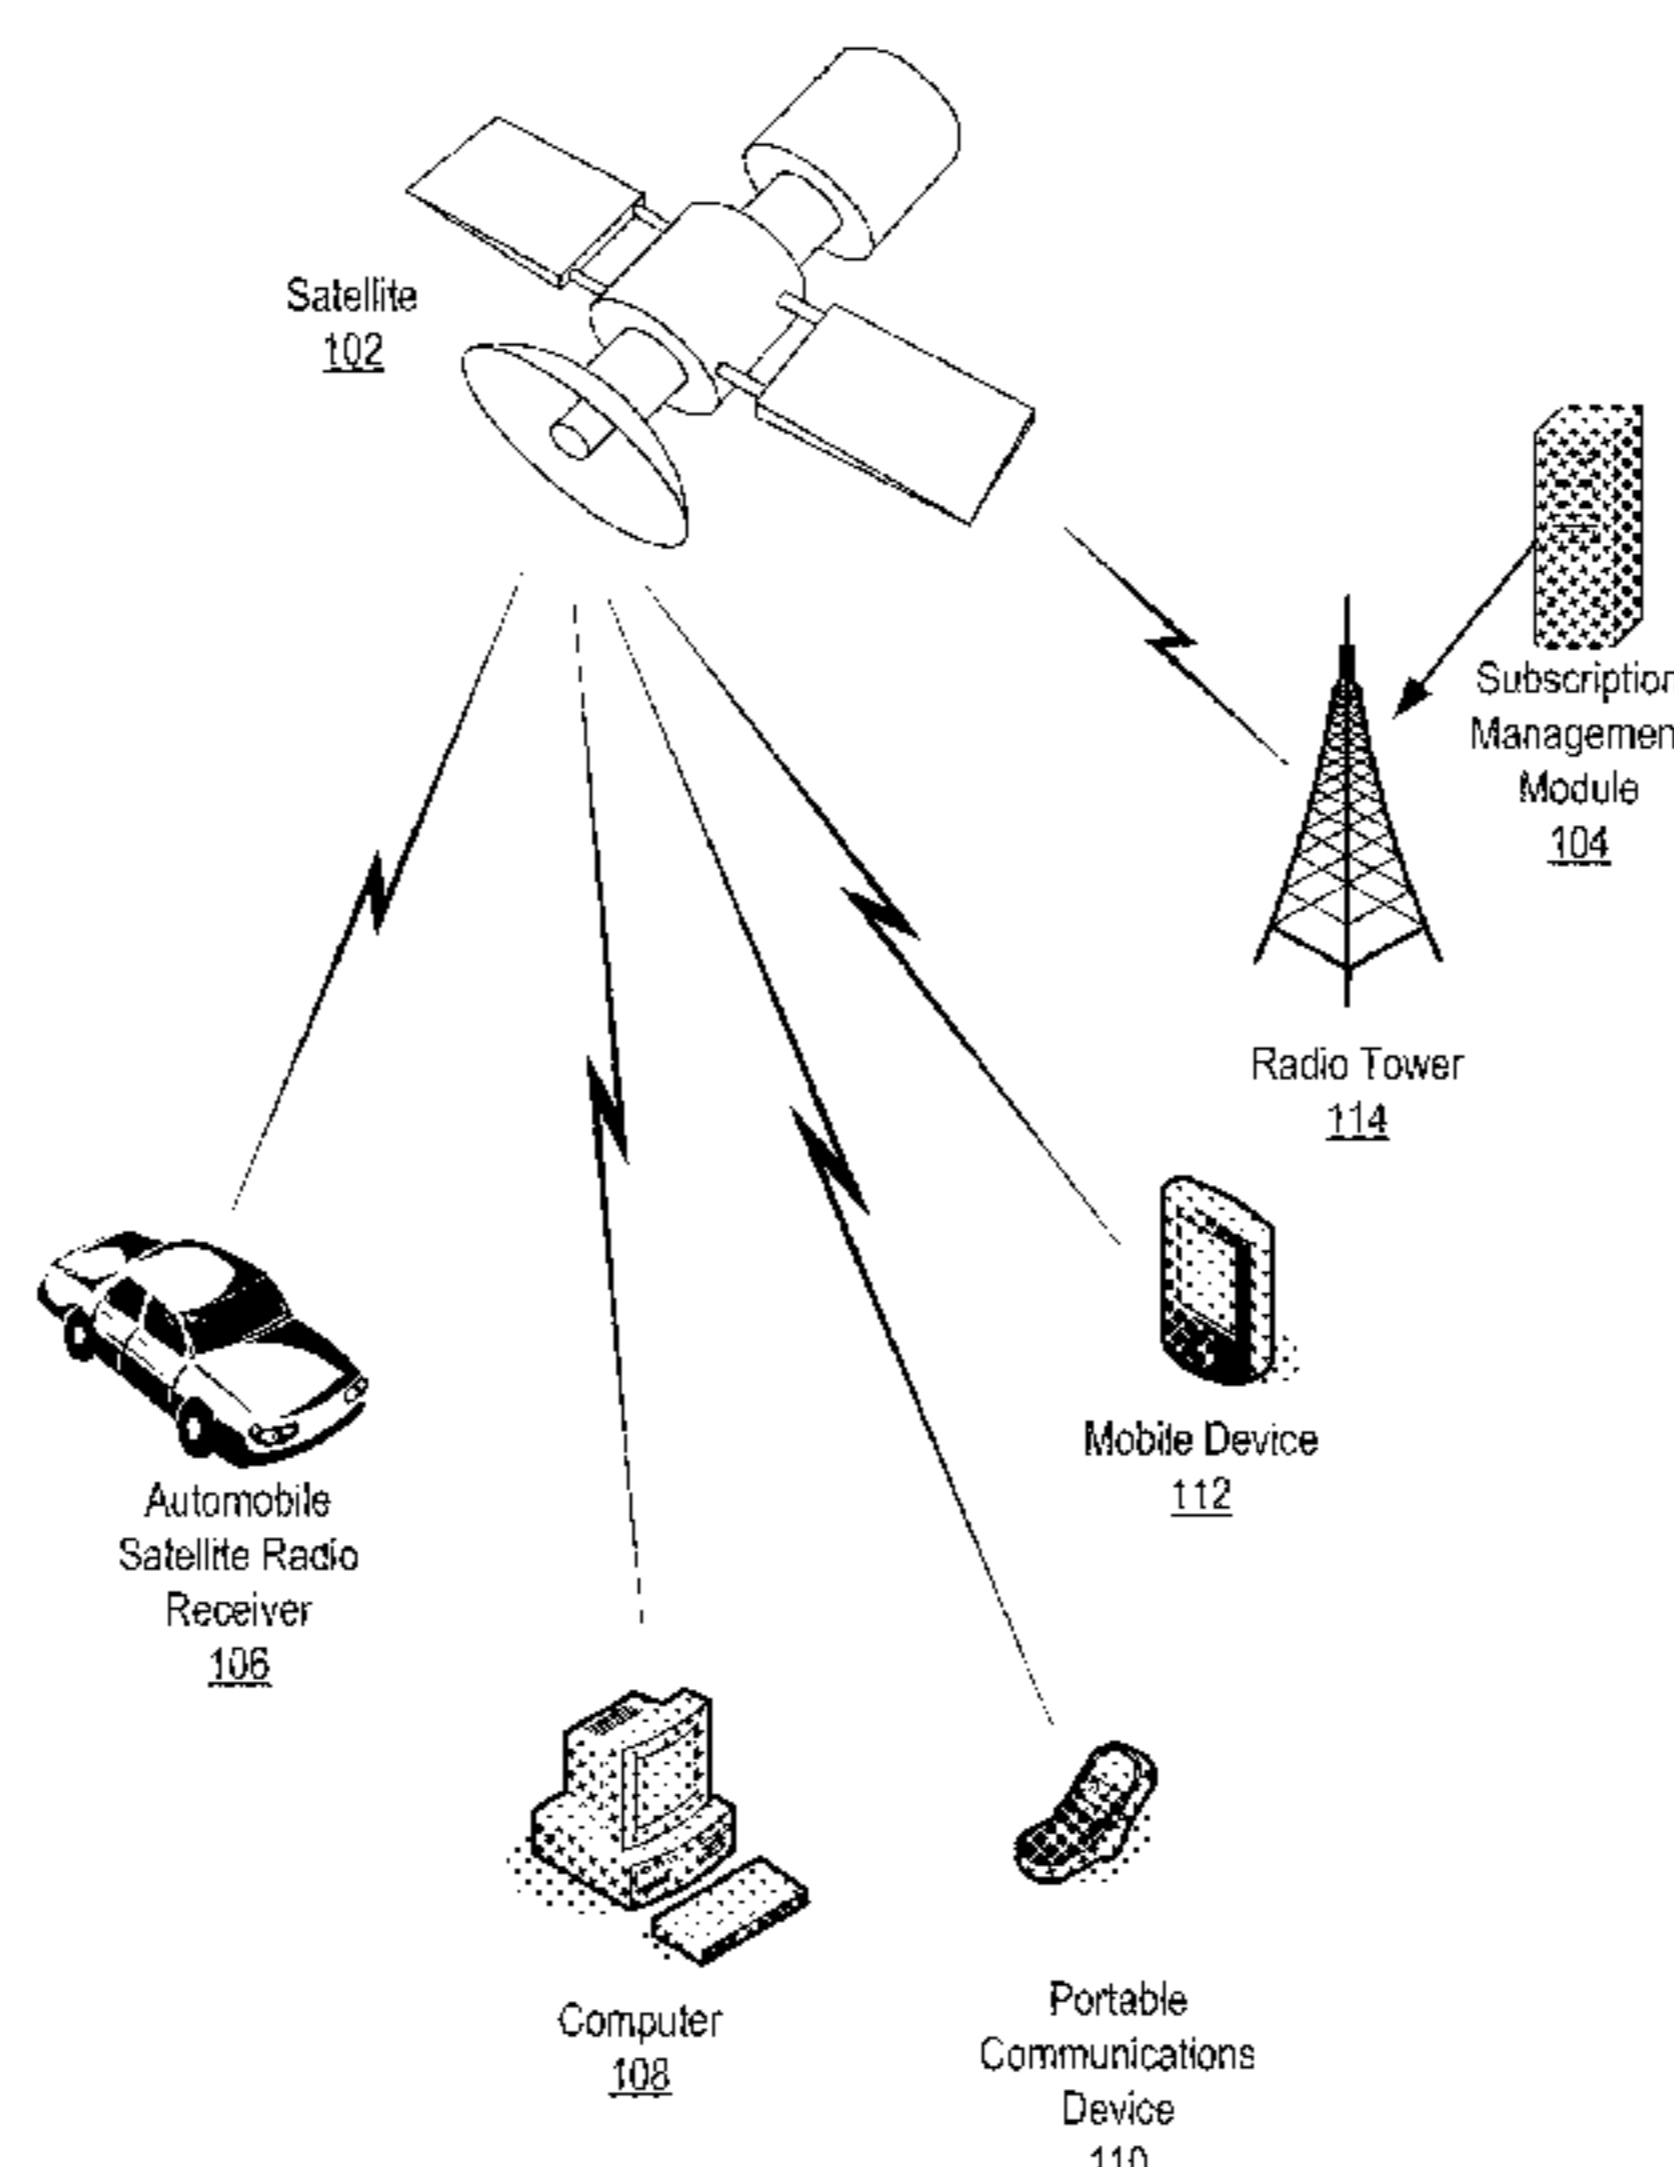 Satellite
102
Subscription
Management
Module
104
Radio Tower
114
Mobile Device
112
Automobile
Satellite Radio
Receiver
106
Computer
108
Portable
Communications
Device
110